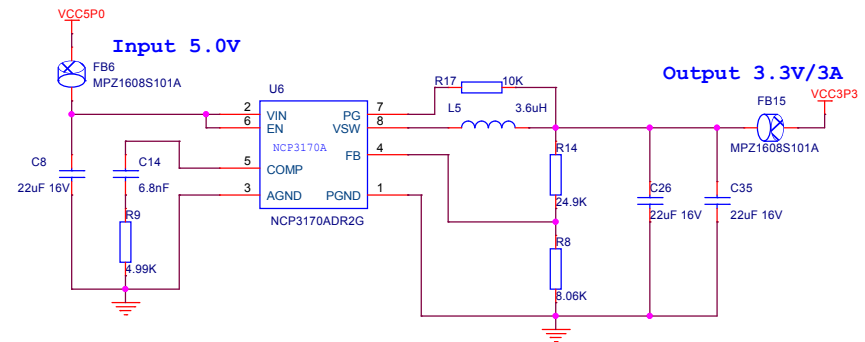 VCC5P0
Input 5.0V
FB6
MPZ1608S101A
U6
R17
10K
Output 3.3V/3A
VCC3P3
FB15
MPZ1608S101A
L5
3.6uH
2
VIN
PG
7
6
EN
VSW
8
NCP3170A
FB
4
5
COMP
3
AGND
PGND
1
NCP3170ADR2G
C8
22uF 16V
C14
6.8nF
R9
4.99K
R14
24.9K
R8
8.06K
C26
22uF 16V
C35
22uF 16V